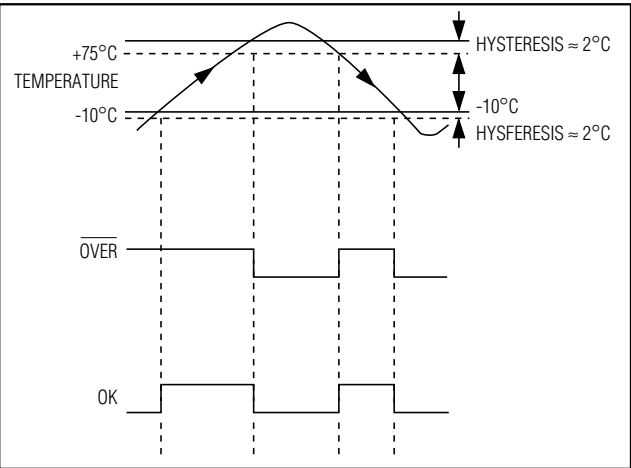 HYSTERESIS ≈ 2°C
+75°C
TEMPERATURE
-10°C
-10°C
HYSFERESIS ≈ 2°C
OVER
OK